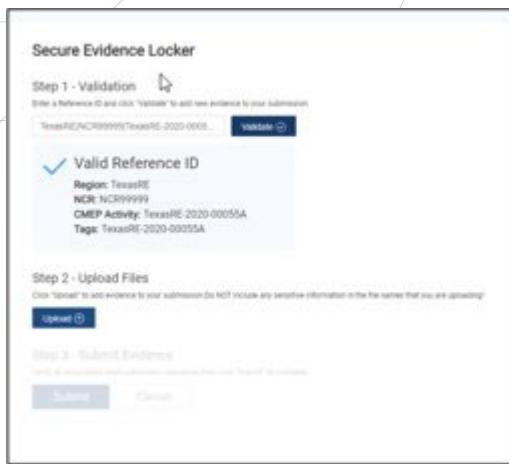 Secure Evidence Locker
Step 1 - Validation
Enter a Reference ID and click "Validate" to add new evidence to your submission.
TexasRE/NCR99999/TexasRE-2020-0005... Validate
Valid Reference ID
Region: TexasRE
NCR: NCR99999
CMEP Activity: TexasRE-2020-00055A
Tags: TexasRE-2020-00055A
Step 2 - Upload Files
Click "Upload" to add evidence to your submission. Do NOT include any sensitive information in the file names that you are uploading!
Upload
Step 3 - Submit Evidence
Submit Cancel